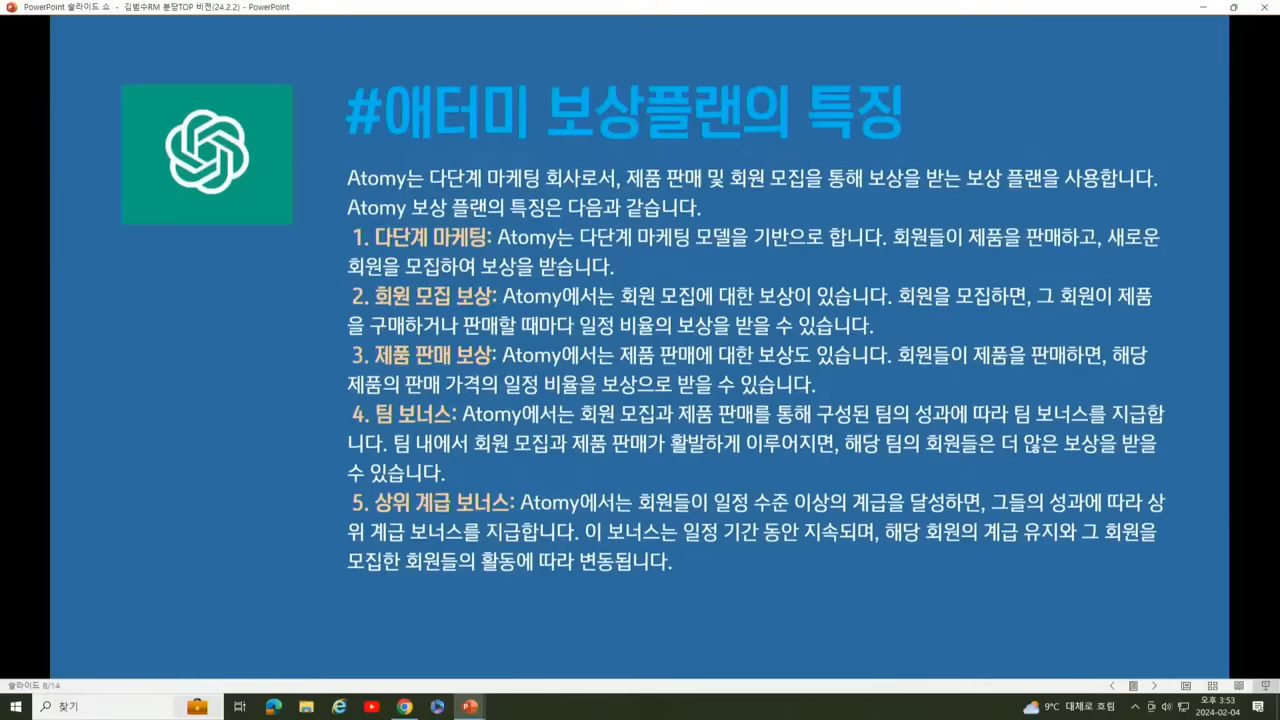 PowerPoint 슬라이드 쇼 - 김범수RM 분당TOP 비젼(24.2.2) - PowerPoint
#애터미 보상플랜의 특징
Atomy는 다단계 마케팅 회사로서, 제품 판매 및 회원 모집을 통해 보상을 받는 보상 플랜을 사용합니다.
Atomy 보상 플랜의 특징은 다음과 같습니다.
1. 다단계 마케팅: Atomy는 다단계 마케팅 모델을 기반으로 합니다. 회원들이 제품을 판매하고, 새로운
회원을 모집하여 보상을 받습니다.
2. 회원 모집 보상: Atomy에서는 회원 모집에 대한 보상이 있습니다. 회원을 모집하면, 그 회원이 제품
을 구매하거나 판매할 때마다 일정 비율의 보상을 받을 수 있습니다.
3. 제품 판매 보상: Atomy에서는 제품 판매에 대한 보상도 있습니다. 회원들이 제품을 판매하면, 해당
제품의 판매 가격의 일정 비율을 보상으로 받을 수 있습니다.
4. 팀 보너스: Atomy에서는 회원 모집과 제품 판매를 통해 구성된 팀의 성과에 따라 팀 보너스를 지급합
니다. 팀 내에서 회원 모집과 제품 판매가 활발하게 이루어지면, 해당 팀의 회원들은 더 않은 보상을 받을
수 있습니다.
5. 상위 계급 보너스: Atomy에서는 회원들이 일정 수준 이상의 계급을 달성하면, 그들의 성과에 따라 상
위 계급 보너스를 지급합니다. 이 보너스는 일정 기간 동안 지속되며, 해당 회원의 계급 유지와 그 회원을
모집한 회원들의 활동에 따라 변동됩니다.
슬라이드 8/14
찾기
9°C 대체로 흐림
오후 3:53
2024-02-04